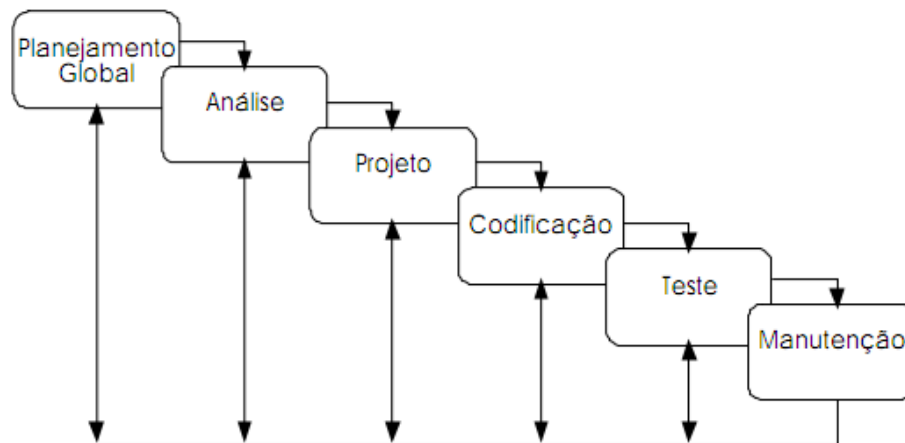 Planejamento
Global
Análise
Projeto
Codificação
Teste
Manutenção